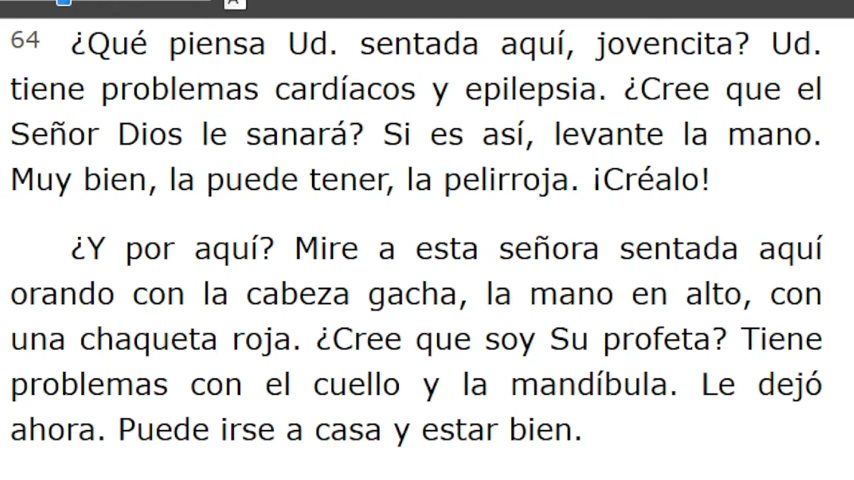 64 ¿Qué piensa Ud. sentada aquí, jovencita? Ud.
tiene problemas cardíacos y epilepsia. ¿Cree que el
Señor Dios le sanará? Si es así, levante la mano.
Muy bien, la puede tener, la pelirroja. ¡Créalo!
¿Y por aquí? Mire a esta señora sentada aquí
orando con la cabeza gacha, la mano en alto, con
una chaqueta roja. ¿Cree que soy Su profeta? Tiene
problemas con el cuello y la mandíbula. Le dejó
ahora. Puede irse a casa y estar bien.